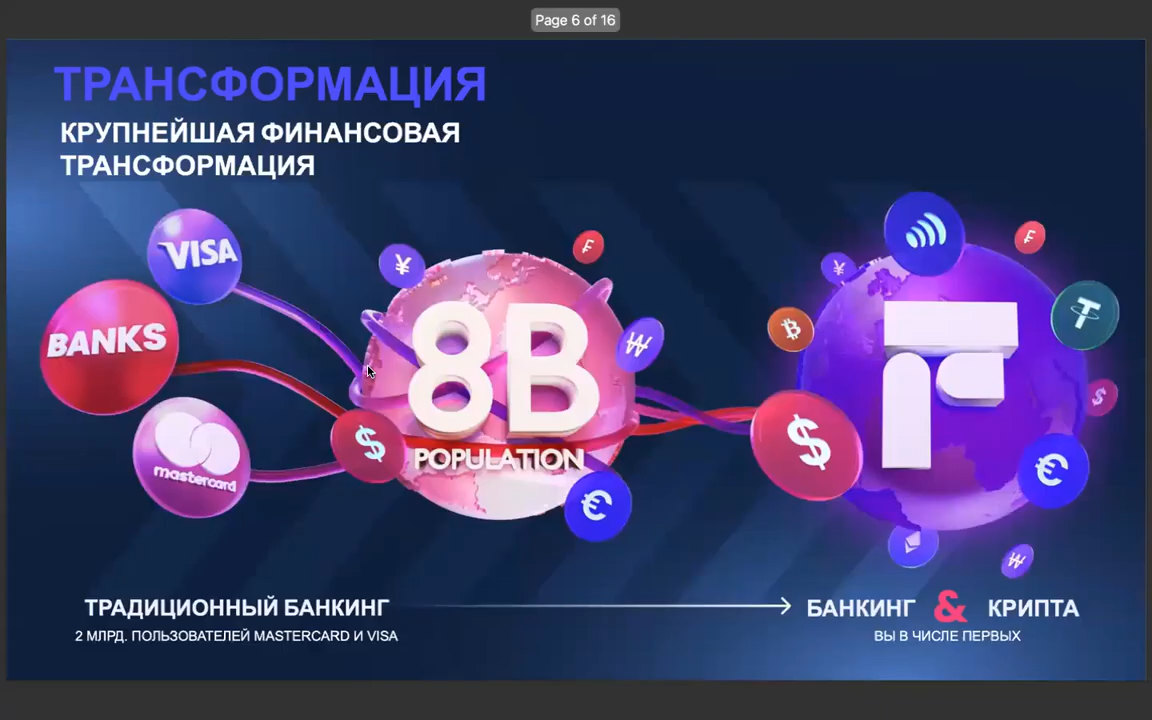 Page 6 of 16
ТРАНСФОРМАЦИЯ
КРУПНЕЙШАЯ ФИНАНСОВАЯ
ТРАНСФОРМАЦИЯ
VISA
BANKS
mastercard
¥
₣
₩
$
€
8B
POPULATION
¥
₣
₿
₮
$
$
€
₩
ТРАДИЦИОННЫЙ БАНКИНГ
2 МЛРД. ПОЛЬЗОВАТЕЛЕЙ MASTERCARD И VISA
БАНКИНГ & КРИПТА
ВЫ В ЧИСЛЕ ПЕРВЫХ